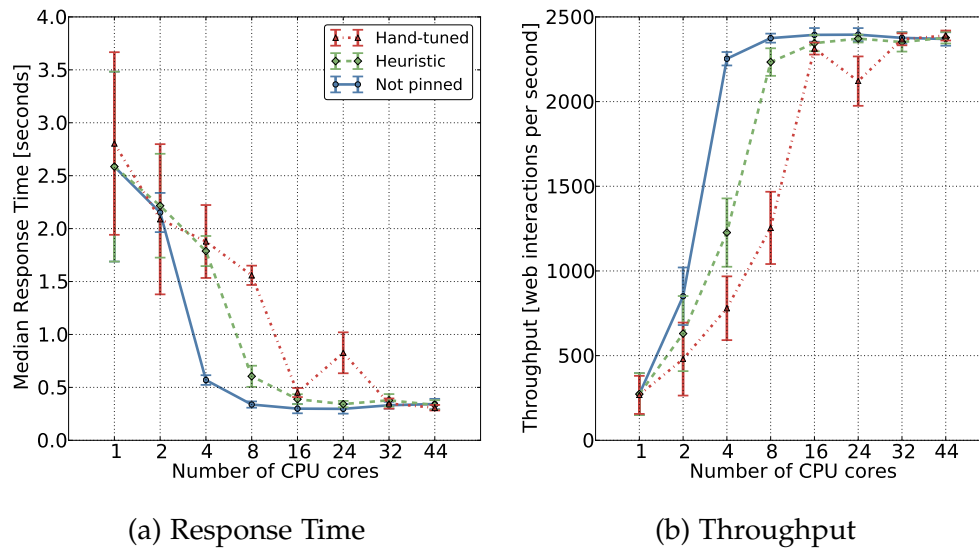 4.0
3.5
3.0
2.5
2.0
1.5
1.0
0.5
0.0
Median Response Time [seconds]
Hand-tuned
Heuristic
Not pinned
1 2 4 8 16 24 32 44
Number of CPU cores
(a) Response Time
2500
2000
1500
1000
500
0
Throughput [web interactions per second]
1 2 4 8 16 24 32 44
Number of CPU cores
(b) Throughput